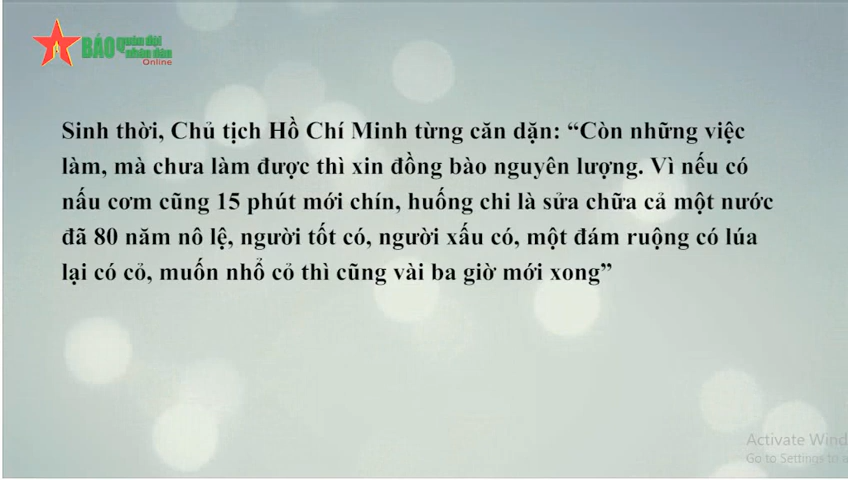 BÁO Quân đội
nhân dân
Online
Sinh thời, Chủ tịch Hồ Chí Minh từng căn dặn: “Còn những việc
làm, mà chưa làm được thì xin đồng bào nguyên lượng. Vì nếu có
nấu cơm cũng 15 phút mới chín, huống chi là sửa chữa cả một nước
đã 80 năm nô lệ, người tốt có, người xấu có, một đám ruộng có lúa
lại có cỏ, muốn nhổ cỏ thì cũng vài ba giờ mới xong”
Activate Wind
Go to Settings to a